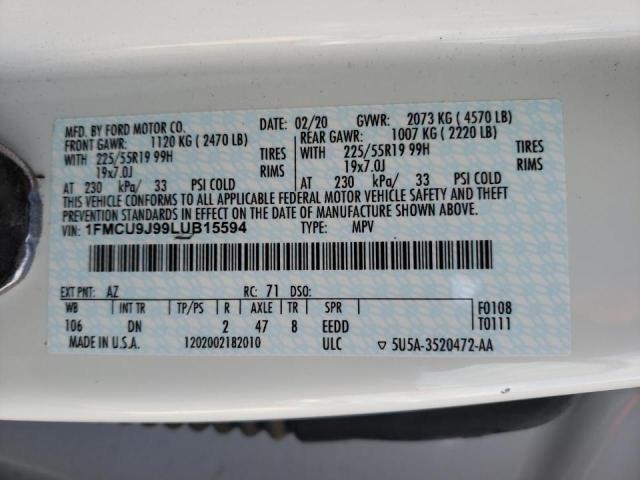 MFD. BY FORD MOTOR CO. DATE: 02/20 GVWR: 2073 KG ( 4570 LB)
FRONT GAWR: 1120 KG ( 2470 LB) REAR GAWR: 1007 KG ( 2220 LB)
WITH 225/55R19 99H TIRES WITH 225/55R19 99H TIRES
19x7.0J RIMS 19x7.0J RIMS
AT 230 kPa/ 33 PSI COLD AT 230 kPa/ 33 PSI COLD
THIS VEHICLE CONFORMS TO ALL APPLICABLE FEDERAL MOTOR VEHICLE SAFETY AND THEFT
PREVENTION STANDARDS IN EFFECT ON THE DATE OF MANUFACTURE SHOWN ABOVE.
VIN: 1FMCU9J99LUB15594 TYPE: MPV
EXT PNT: AZ RC: 71 DSO:
WB INT TR TP/PS R AXLE TR SPR F0108
106 DN 2 47 8 EEDD T0111
MADE IN U.S.A. 1202002182010 ULC ▽ 5U5A-3520472-AA